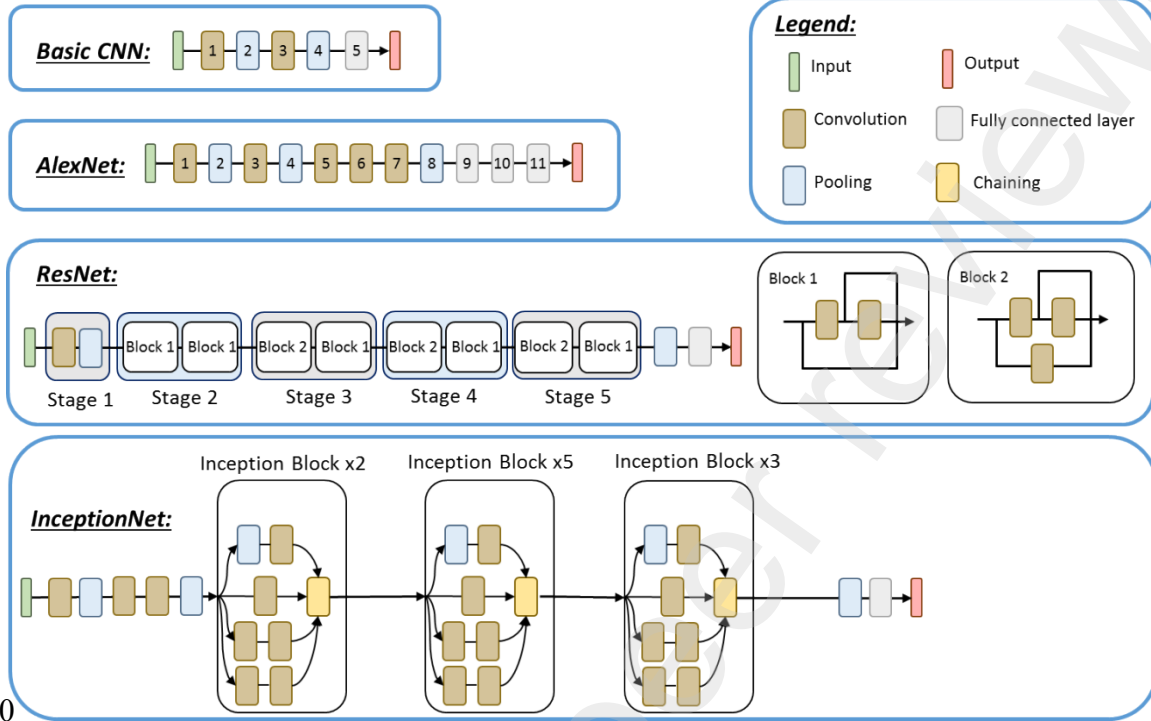 Basic CNN:
1 2 3 4 5
Legend:
Input
Output
Convolution
Fully connected layer
Pooling
Chaining
AlexNet:
1 2 3 4 5 6 7 8 9 10 11
ResNet:
Block 1 Block 1 Block 2 Block 1 Block 2 Block 1 Block 2 Block 1
Stage 1 Stage 2 Stage 3 Stage 4 Stage 5
Block 1
Block 2
InceptionNet:
Inception Block x2
Inception Block x5
Inception Block x3
0
eer review